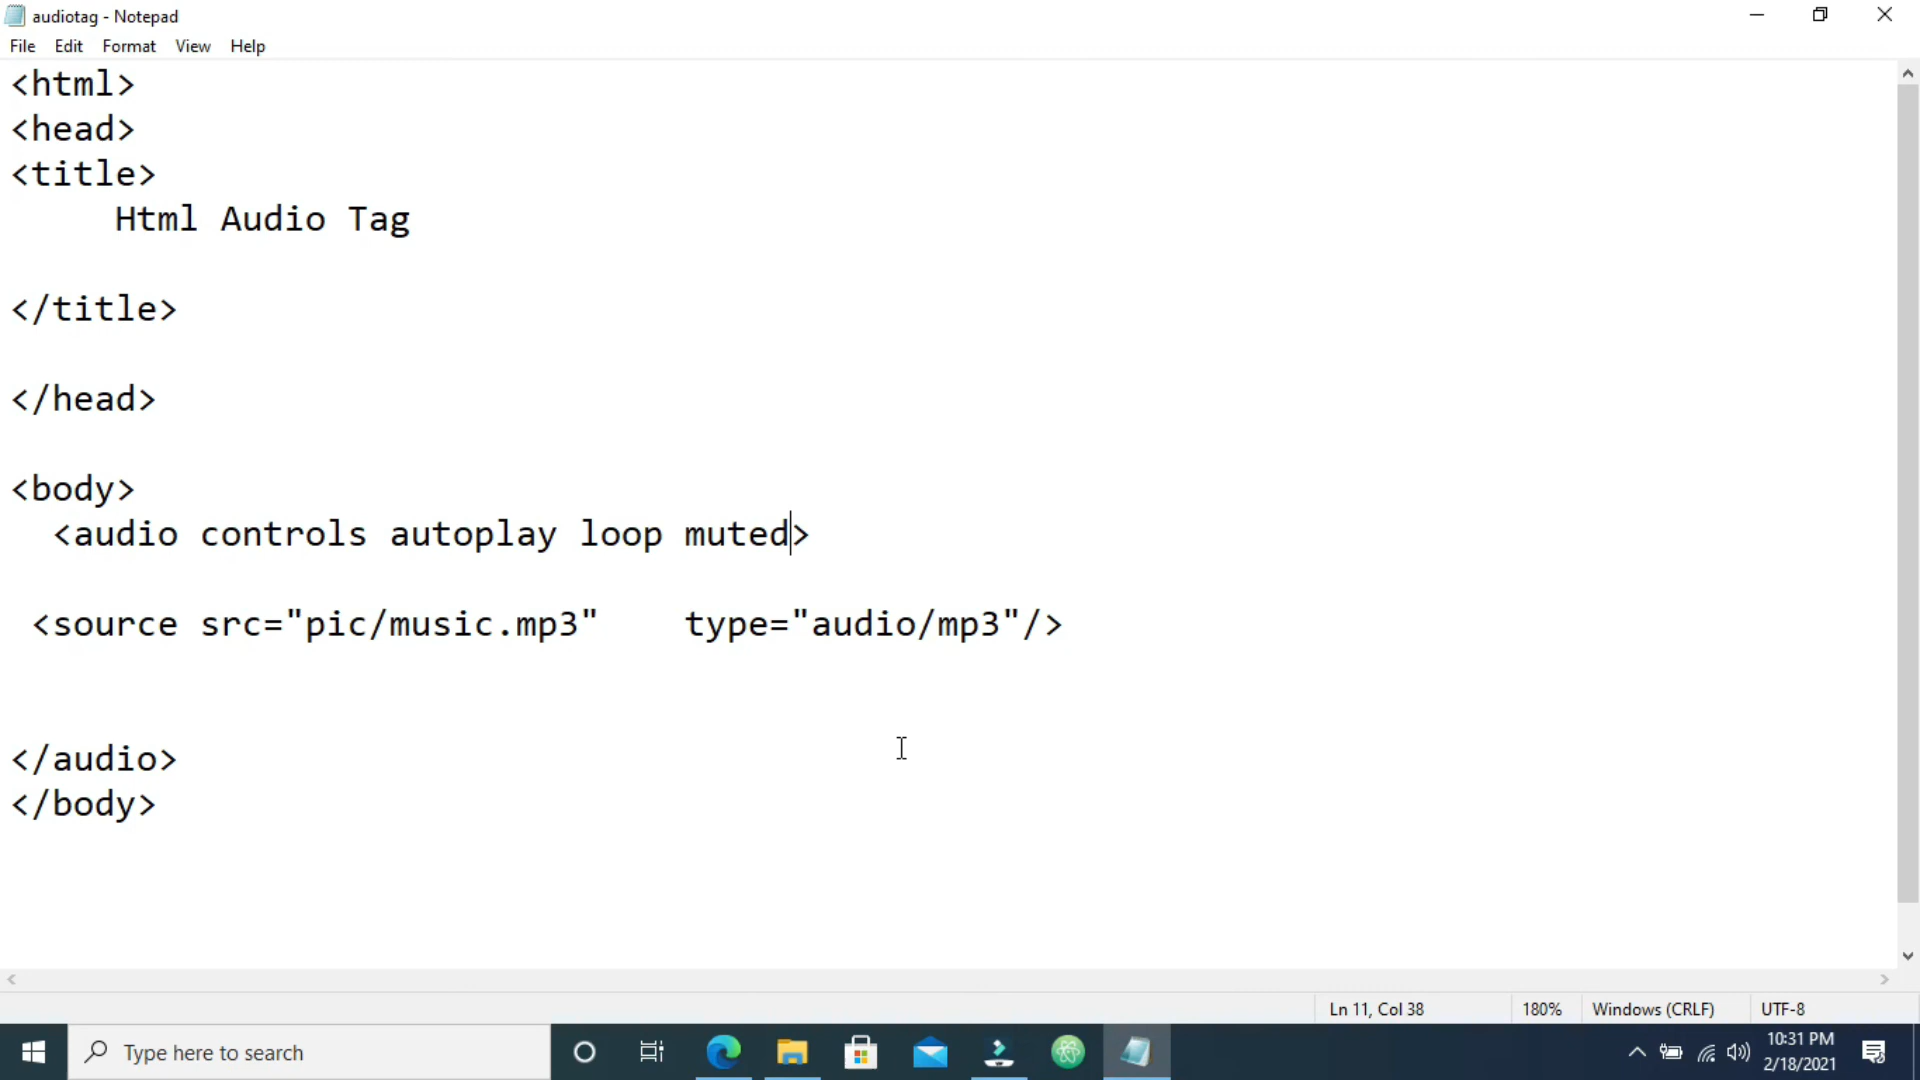 audiotag - Notepad
File Edit Format View Help
<html>
<head>
<title>
     Html Audio Tag
</title>
</head>
<body>
  <audio controls autoplay loop muted>
 <source src="pic/music.mp3"    type="audio/mp3"/>
</audio>
</body>
Ln 11, Col 38 180% Windows (CRLF) UTF-8
Type here to search
10:31 PM
2/18/2021